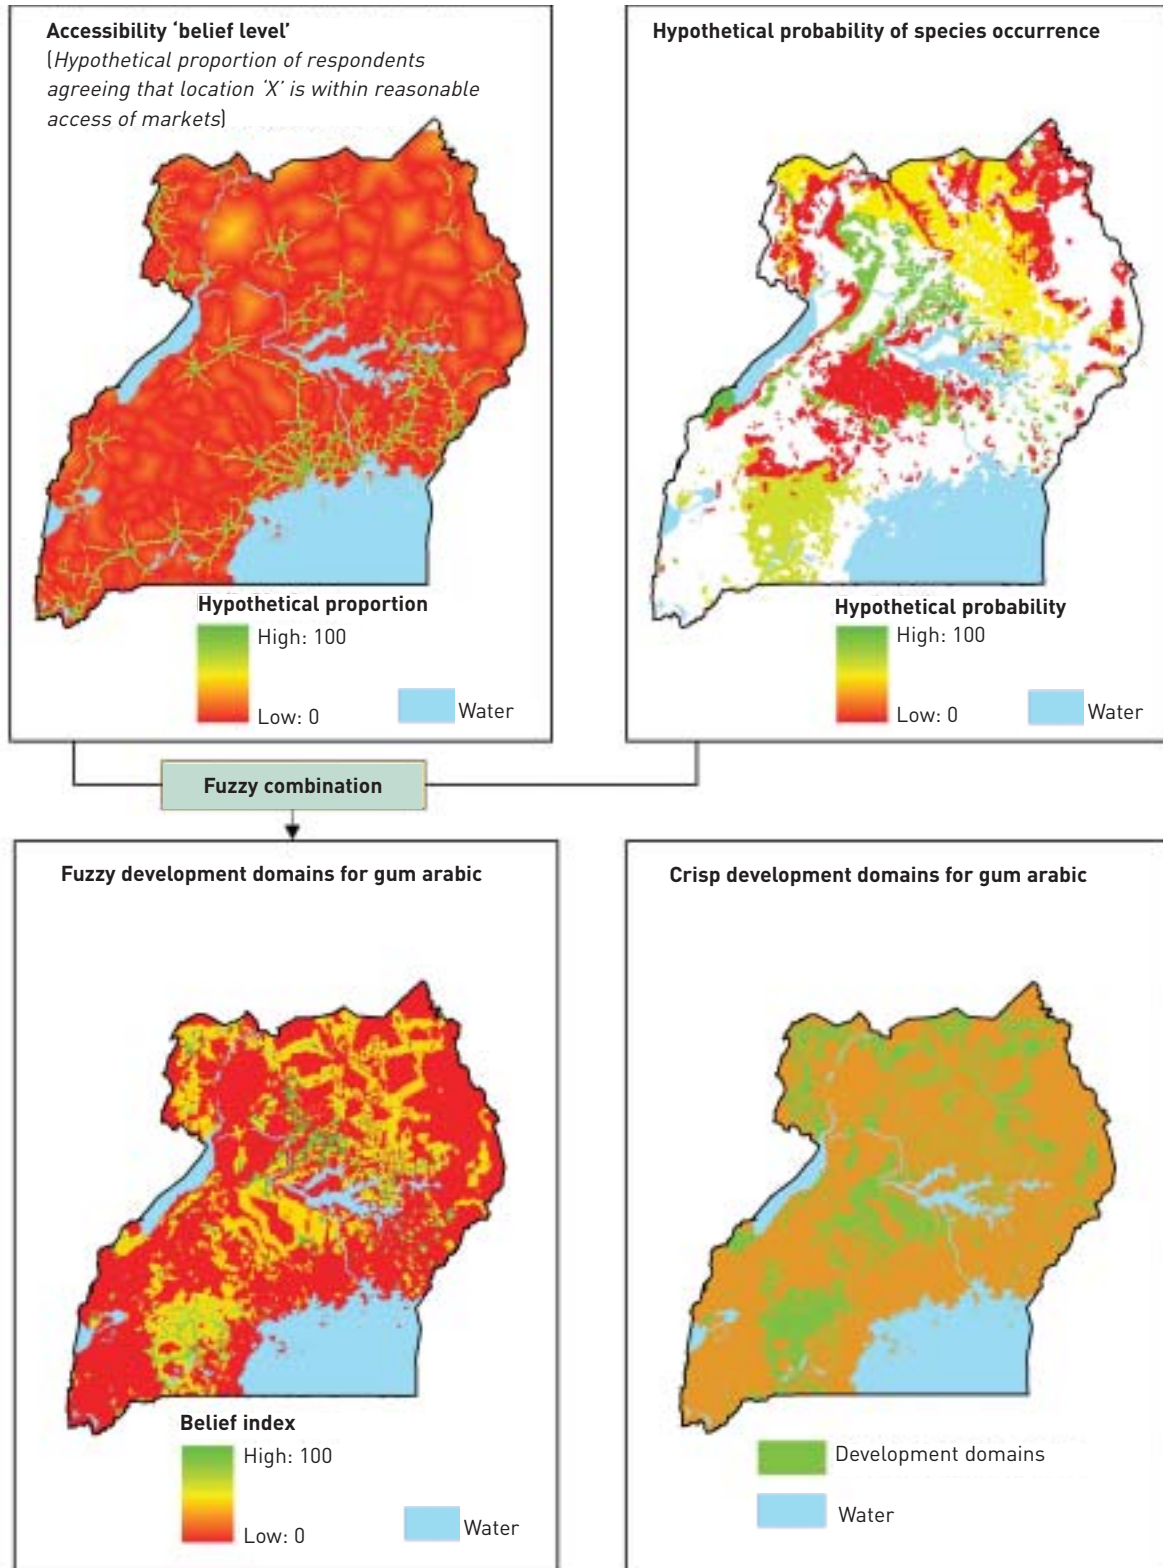 Accessibility ‘belief level’
(Hypothetical proportion of respondents
agreeing that location ‘X’ is within reasonable
access of markets)
Hypothetical proportion
High: 100
Low: 0
Water
Hypothetical probability of species occurrence
Hypothetical probability
High: 100
Low: 0
Water
Fuzzy combination
Fuzzy development domains for gum arabic
Belief index
High: 100
Low: 0
Water
Crisp development domains for gum arabic
Development domains
Water